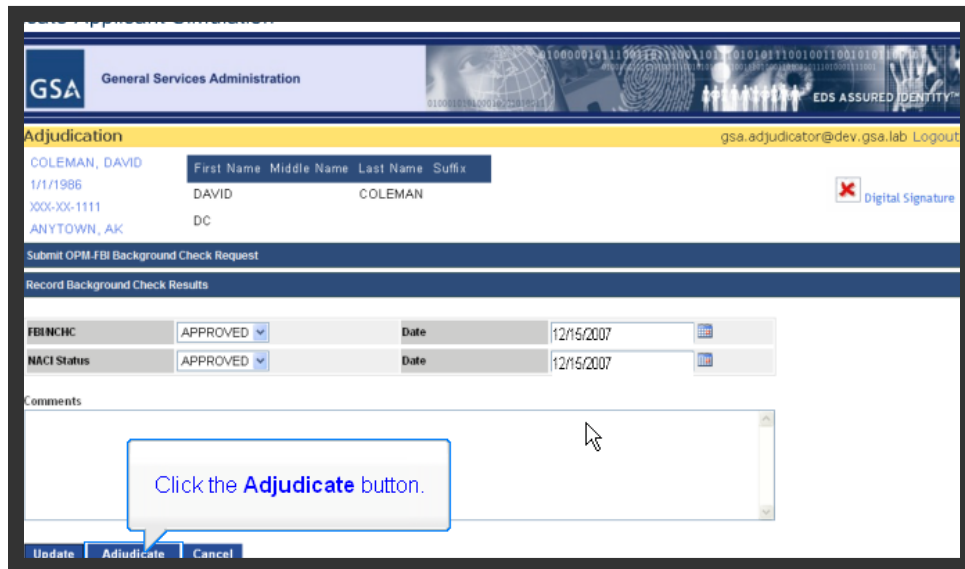 GSA General Services Administration
EDS ASSURED IDENTITY
Adjudication gsa.adjudicator@dev.gsa.lab Logout
COLEMAN, DAVID
1/1/1986
XXX-XX-1111
ANYTOWN, AK
First Name Middle Name Last Name Suffix
DAVID COLEMAN
DC
Digital Signature
Submit OPM-FBI Background Check Request
Record Background Check Results
FBI NCHC APPROVED Date 12/15/2007
NACI Status APPROVED Date 12/15/2007
Comments
Click the Adjudicate button.
Update Adjudicate Cancel